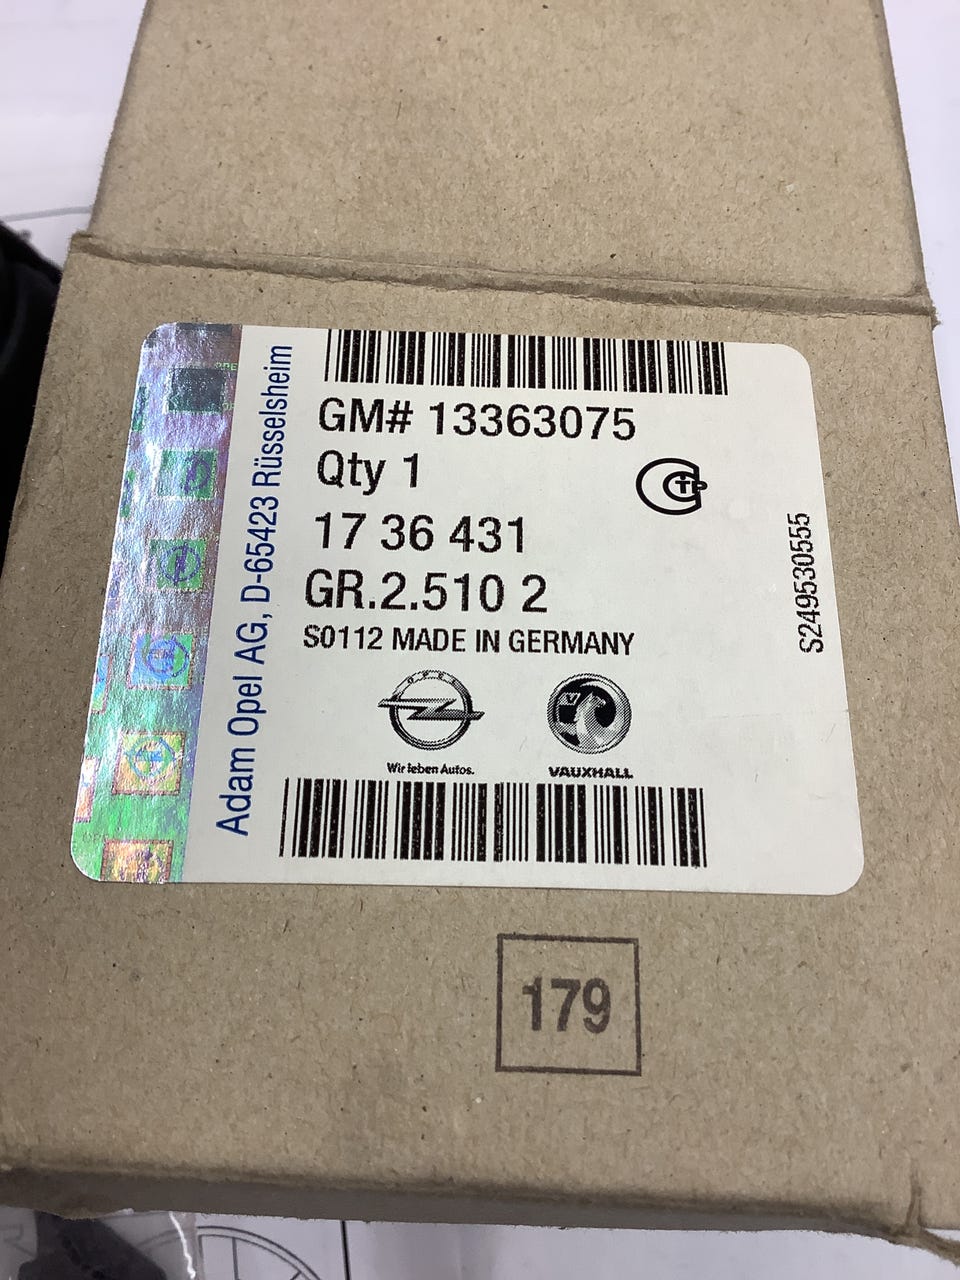 Adam Opel AG, D-65423 Rüsselsheim
GM# 13363075
Qty 1
17 36 431
GR.2.510 2
S0112 MADE IN GERMANY
OPEL
Wir leben Autos.
VAUXHALL
S249530555
179